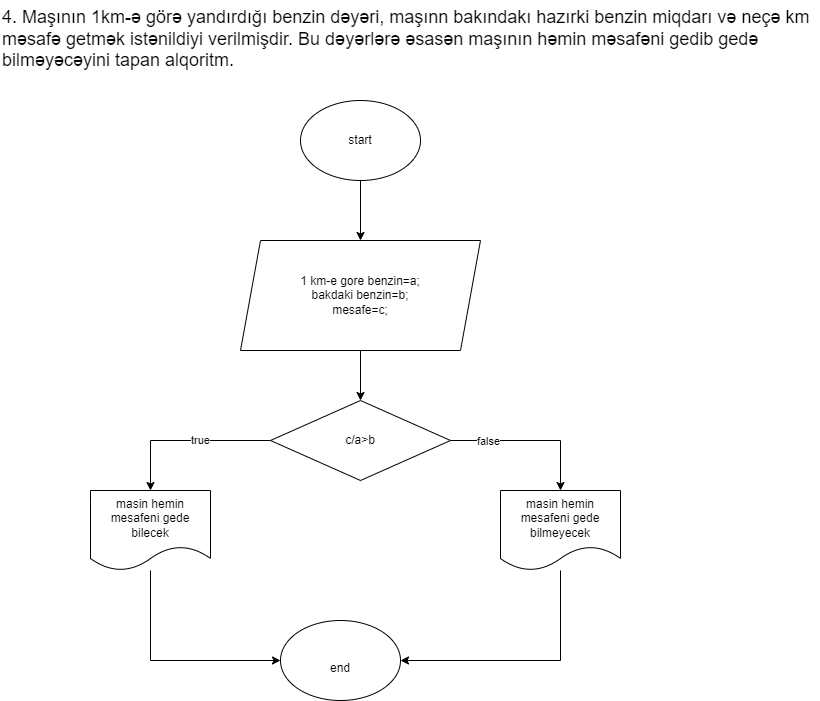 4. Maşının 1km-ə görə yandırdığı benzin dəyəri, maşınn bakındakı hazırki benzin miqdarı və neçə km
məsafə getmək istənildiyi verilmişdir. Bu dəyərlərə əsasən maşının həmin məsafəni gedib gedə
bilməyəcəyini tapan alqoritm.
start
1 km-e gore benzin=a;
bakdaki benzin=b;
mesafe=c;
c/a>b
true
false
masin hemin
mesafeni gede
bilecek
masin hemin
mesafeni gede
bilmeyecek
end